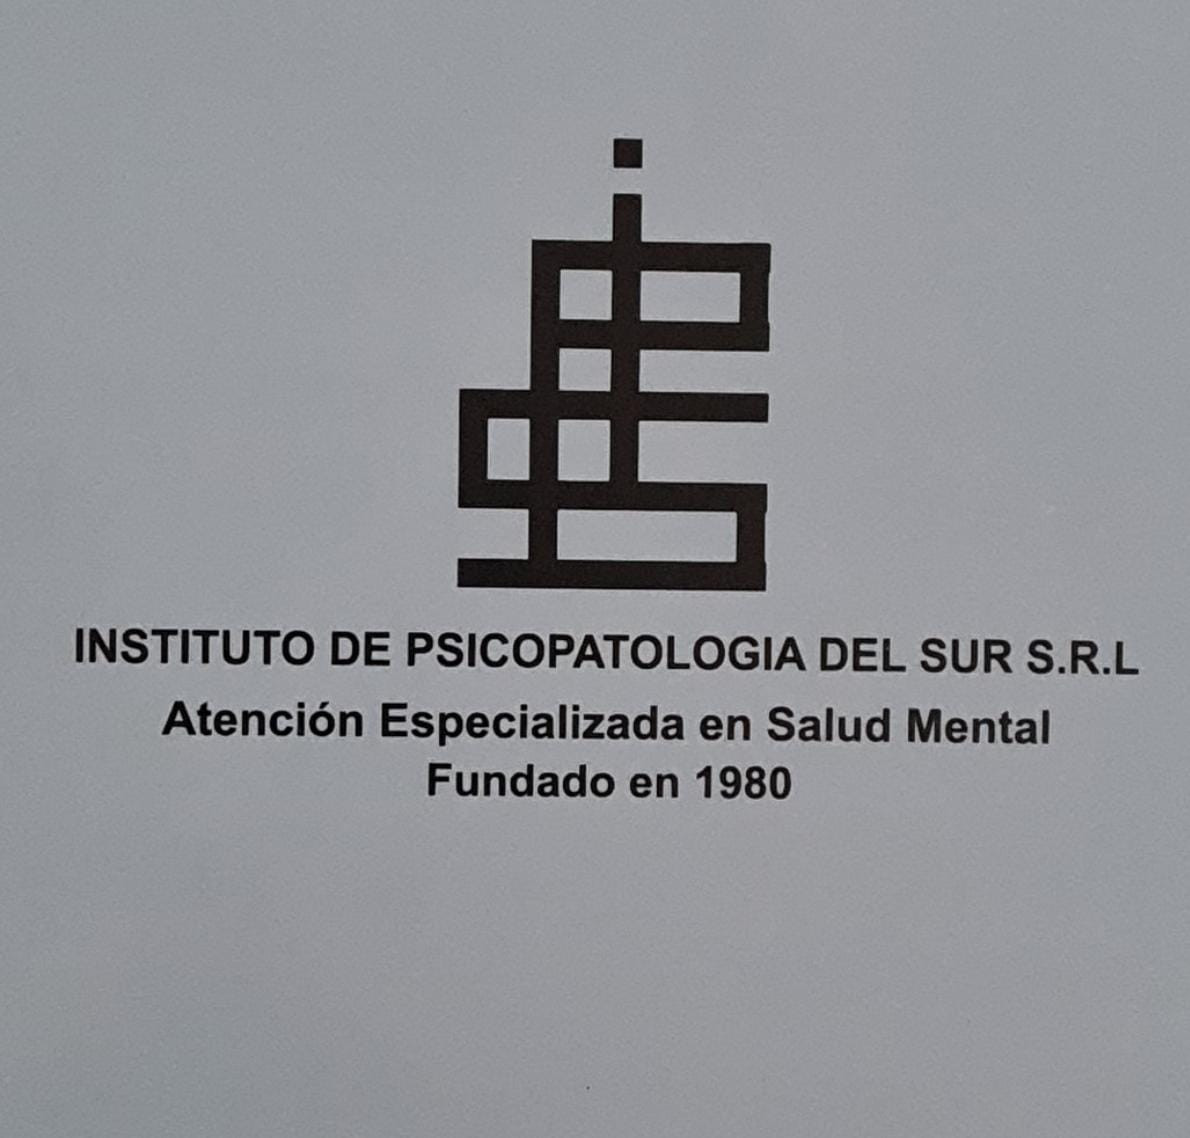 INSTITUTO DE PSICOPATOLOGIA DEL SUR S.R.L
Atención Especializada en Salud Mental
Fundado en 1980